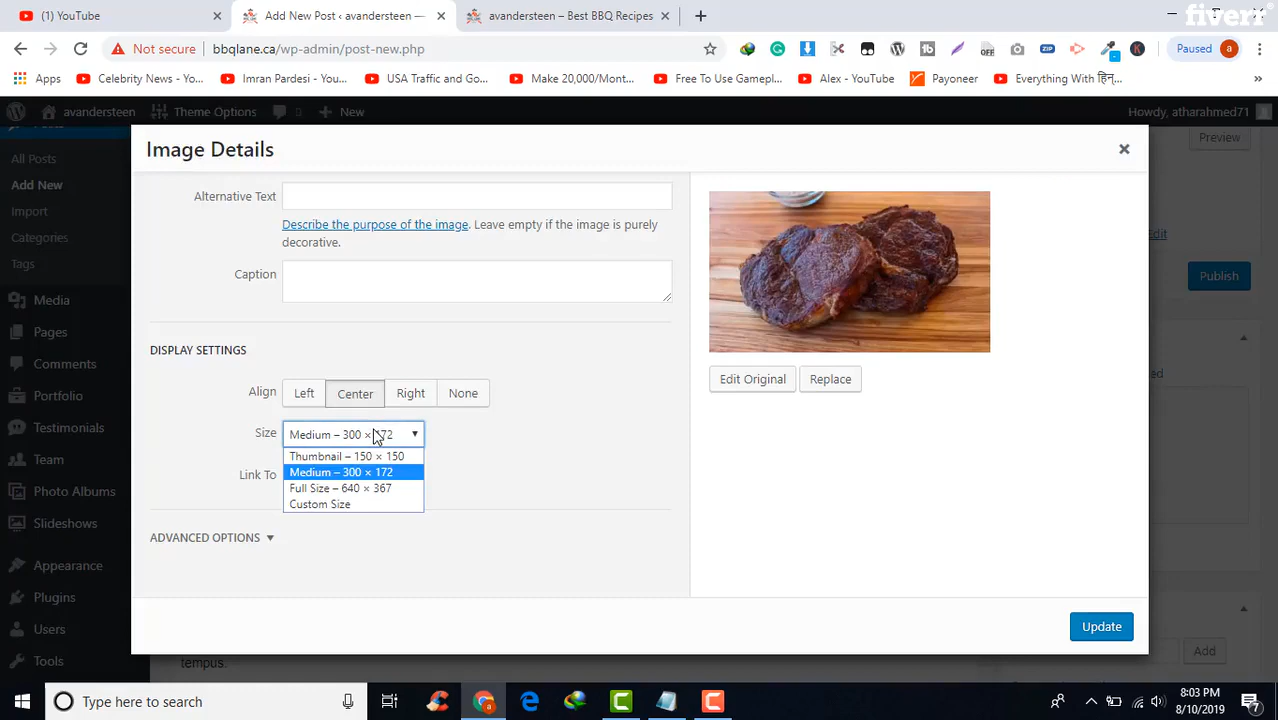 (1) YouTube
Add New Post ‹ avandersteen —
avandersteen – Best BBQ Recipes
fiverr
Not secure
bbqlane.ca/wp-admin/post-new.php
Paused
a
Apps
Celebrity News - Yo...
Imran Pardesi - You...
USA Traffic and Go...
Make 20,000/Mont...
Free To Use Gamepl...
Alex - YouTube
Payoneer
Everything With हिन्...
avandersteen
Theme Options
3
New
Howdy, atharahmed71
Posts
All Posts
Add New
Import
Categories
Tags
Media
Pages
Comments
Portfolio
Testimonials
Team
Photo Albums
Slideshows
Appearance
Plugins
Users
Tools
Image Details
Alternative Text
Describe the purpose of the image. Leave empty if the image is purely
decorative.
Caption
DISPLAY SETTINGS
Align
Left
Center
Right
None
Size
Medium – 300 × 172
Thumbnail – 150 × 150
Medium – 300 × 172
Full Size – 640 × 367
Custom Size
Link To
ADVANCED OPTIONS
Edit Original
Replace
Update
Preview
Edit
Publish
Add
tempus.
Type here to search
8:03 PM
8/10/2019
7